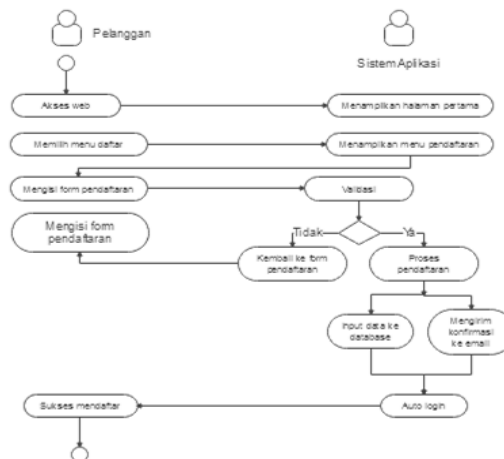 Pelanggan
Sistem Aplikasi
Akses web
Menampilkan halaman pertama
Memilih menu daftar
Menampilkan menu pendaftaran
Mengisi form pendaftaran
Validasi
Mengisi form
pendaftaran
Tidak
Ya
Kembali ke form
pendaftaran
Proses
pendaftaran
Input data ke
database
Mengirim
konfirmasi
ke email
Sukses mendaftar
Auto login